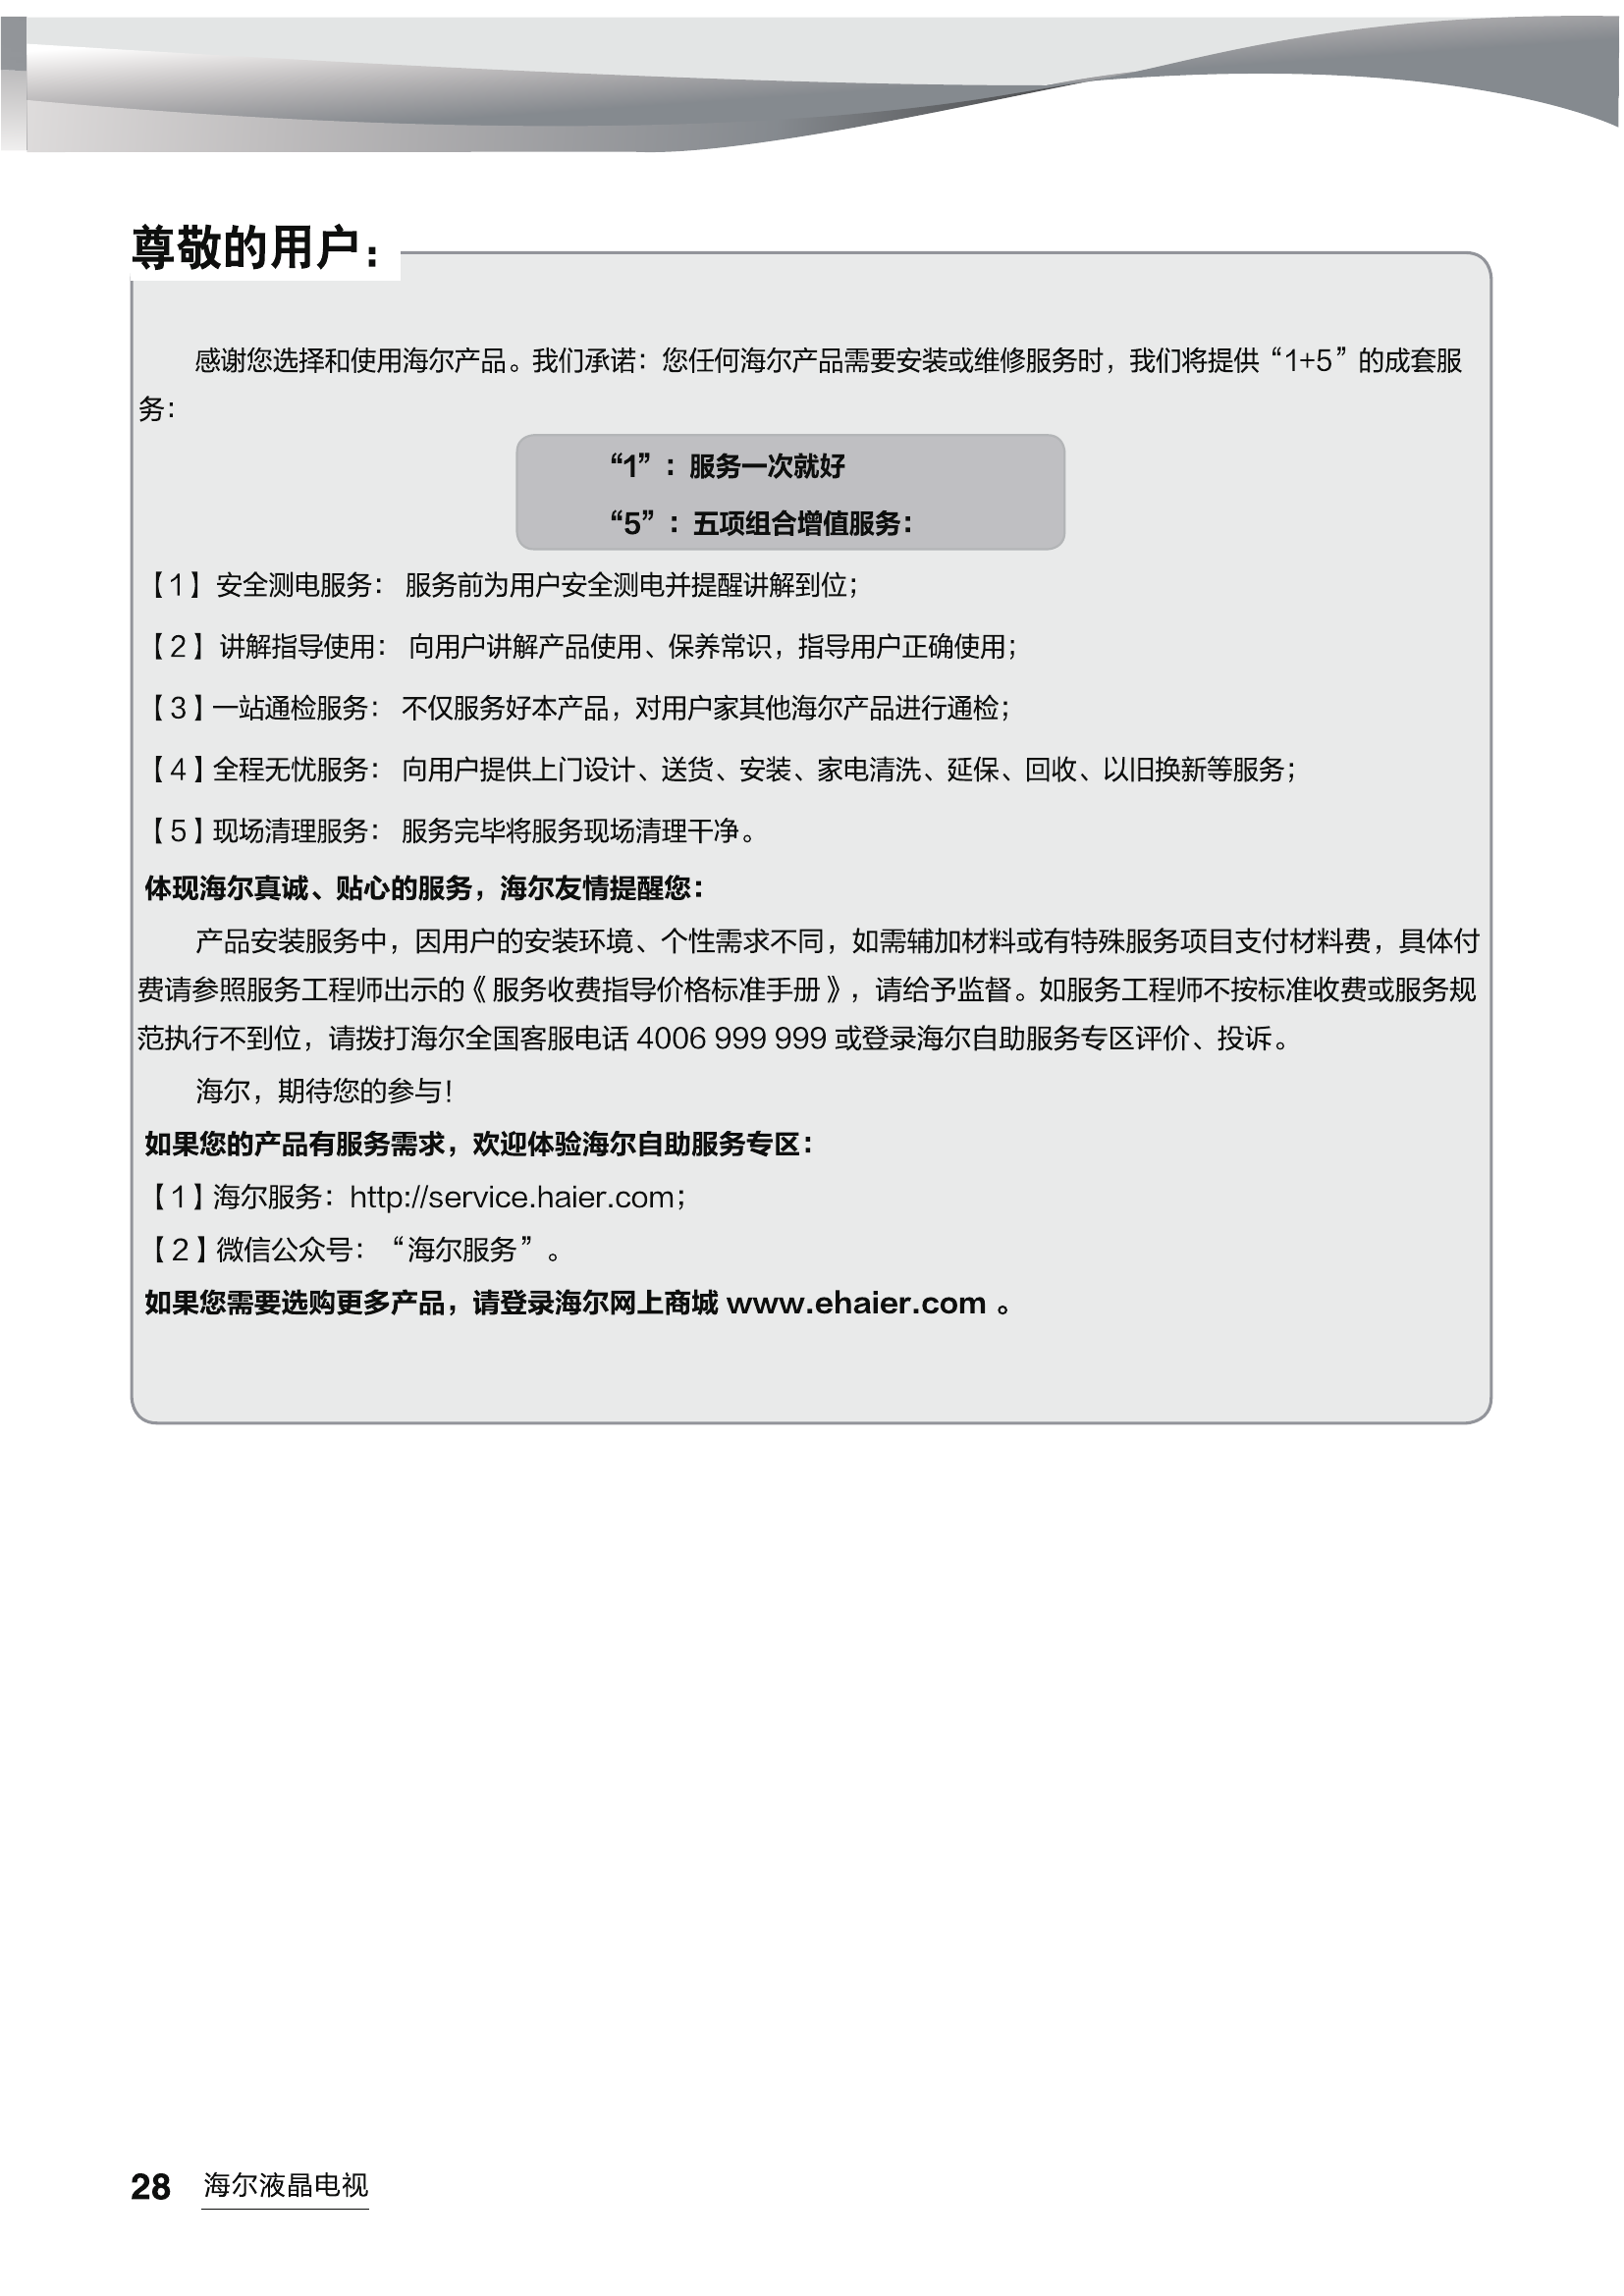 尊敬的用户：
感谢您选择和使用海尔产品。我们承诺：您任何海尔产品需要安装或维修服务时，我们将提供“1+5”的成套服
务：
“1”：服务一次就好
“5”：五项组合增值服务：
【1】安全测电服务： 服务前为用户安全测电并提醒讲解到位；
【2】讲解指导使用： 向用户讲解产品使用、保养常识，指导用户正确使用；
【3】一站通检服务： 不仅服务好本产品，对用户家其他海尔产品进行通检；
【4】全程无忧服务： 向用户提供上门设计、送货、安装、家电清洗、延保、回收、以旧换新等服务；
【5】现场清理服务： 服务完毕将服务现场清理干净。
体现海尔真诚、贴心的服务，海尔友情提醒您：
产品安装服务中，因用户的安装环境、个性需求不同，如需辅加材料或有特殊服务项目支付材料费，具体付
费请参照服务工程师出示的《服务收费指导价格标准手册》，请给予监督。如服务工程师不按标准收费或服务规
范执行不到位，请拨打海尔全国客服电话 4006 999 999 或登录海尔自助服务专区评价、投诉。
海尔，期待您的参与！
如果您的产品有服务需求，欢迎体验海尔自助服务专区：
【1】海尔服务：http://service.haier.com；
【2】微信公众号：“海尔服务”。
如果您需要选购更多产品，请登录海尔网上商城 www.ehaier.com 。
28 海尔液晶电视